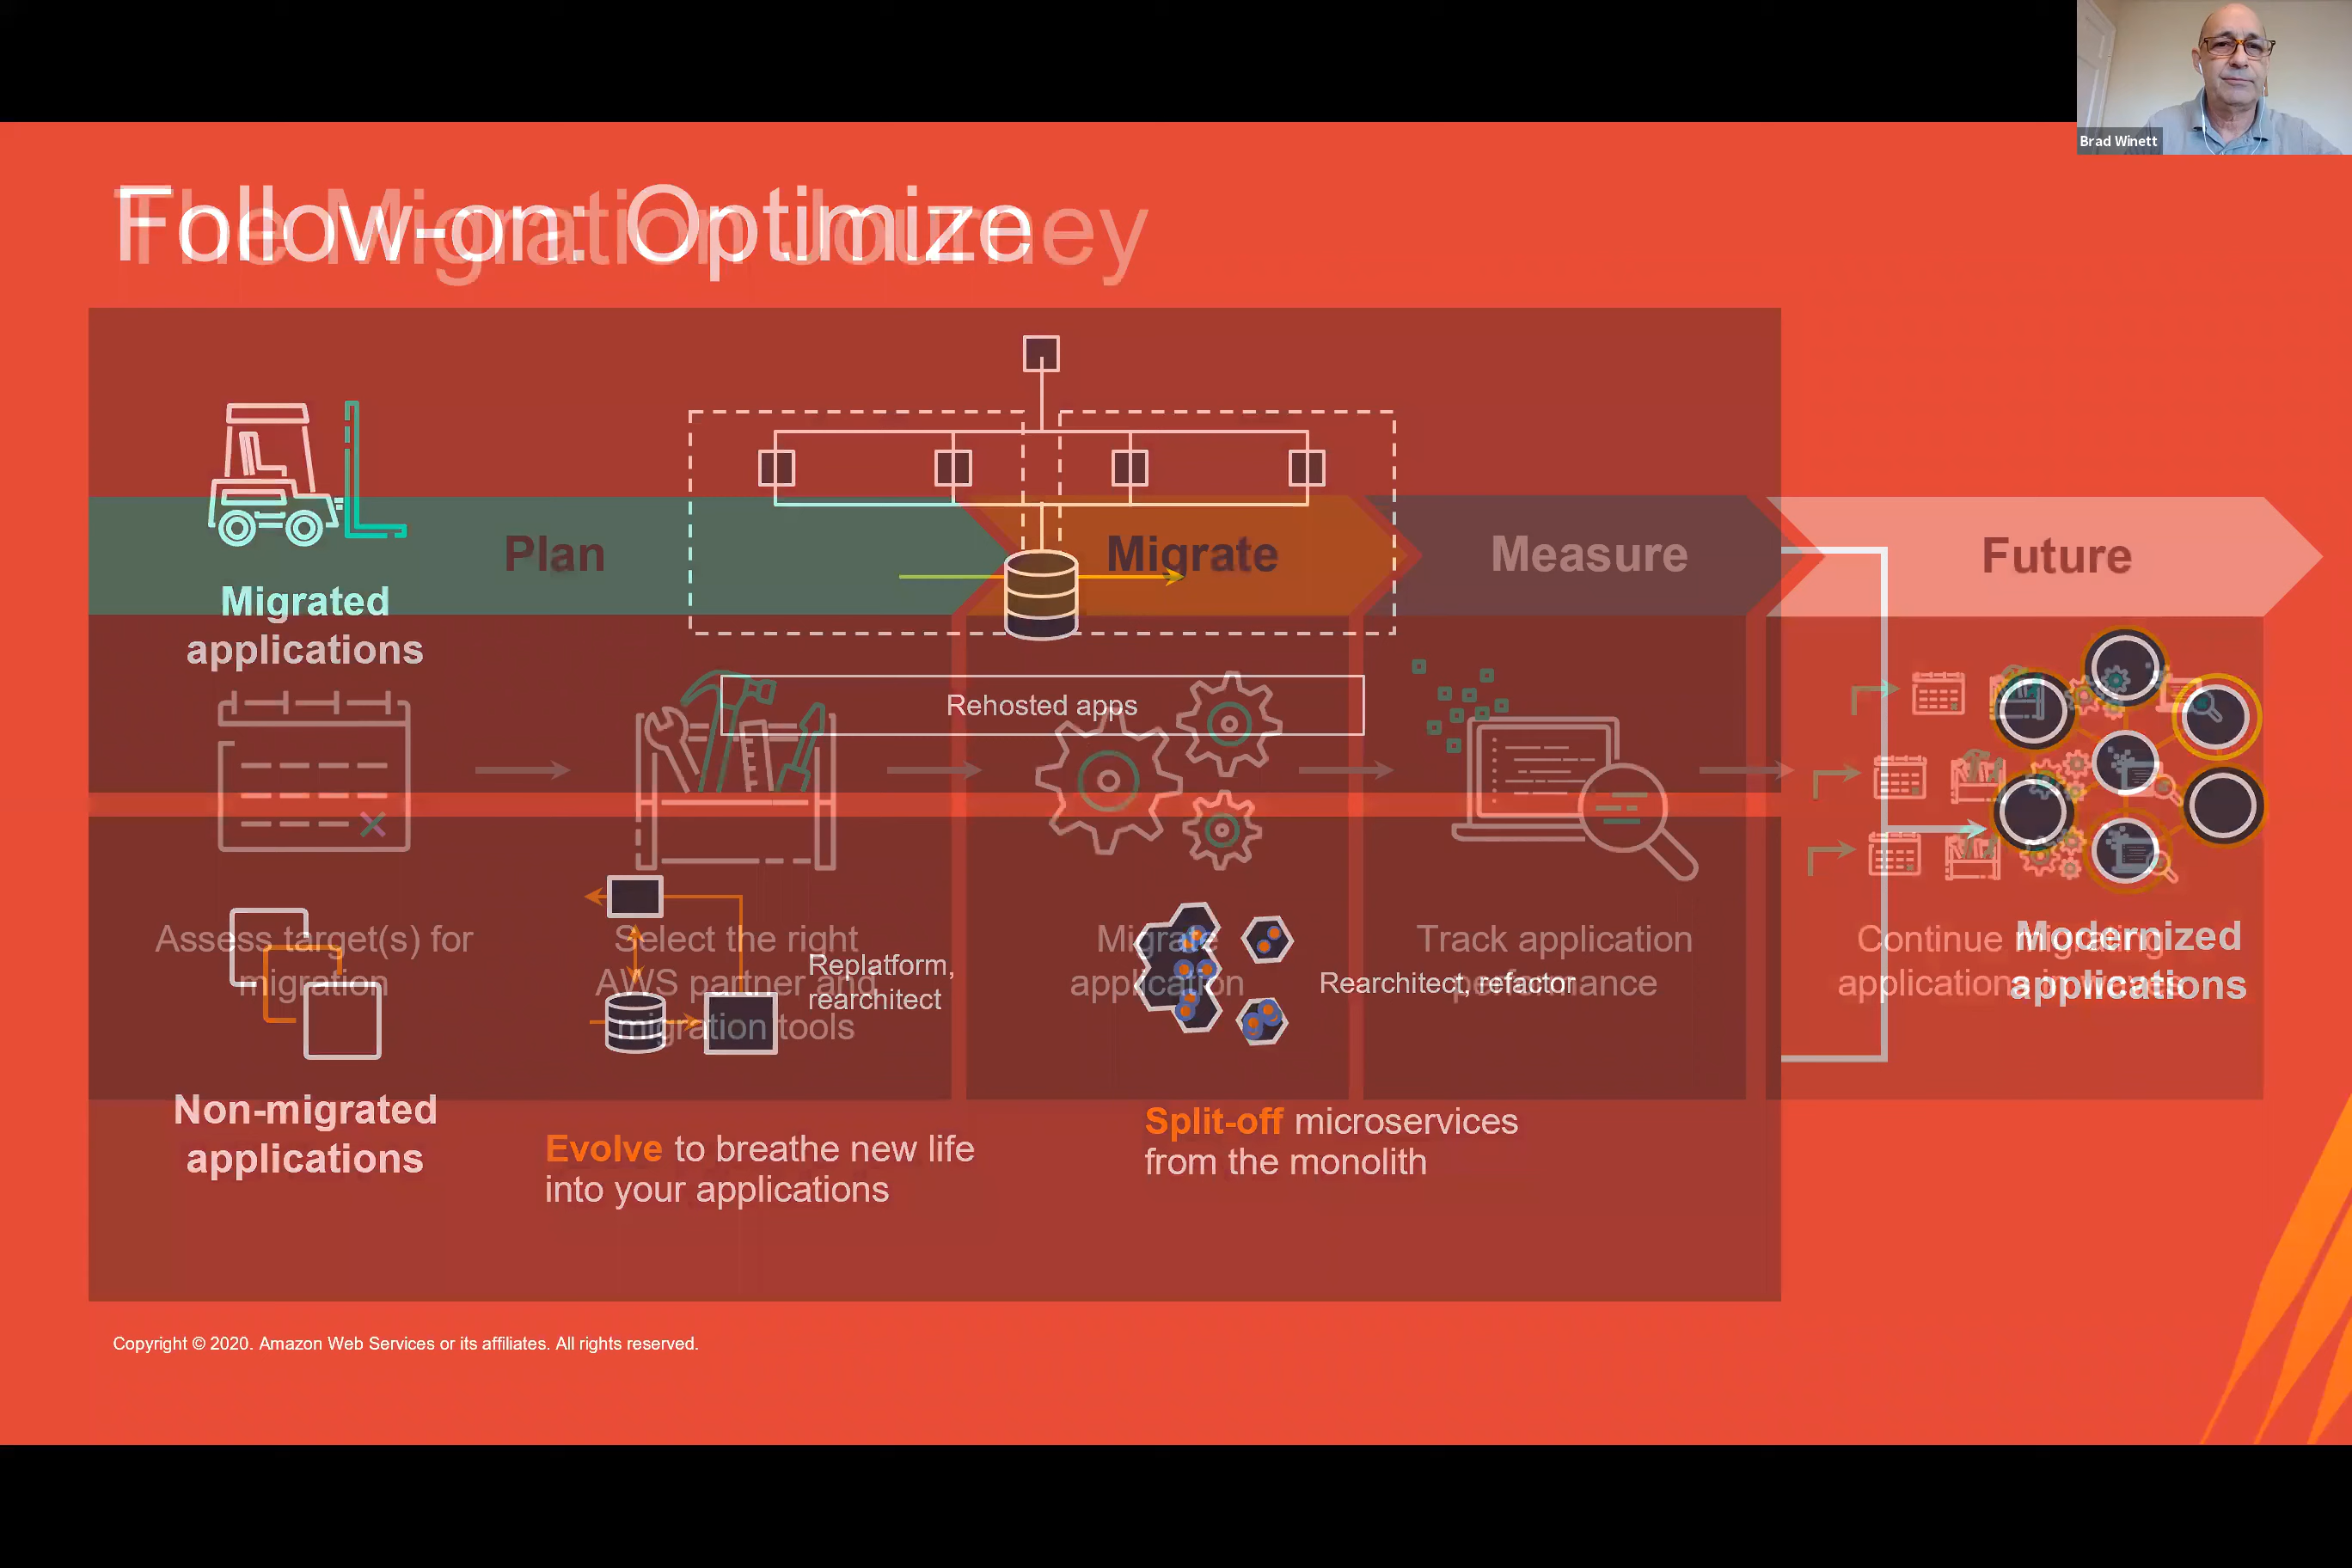 Brad Winett
Follow-on: Optimize
The Migration Journey
Plan
Migrate
Measure
Future
Migrated
applications
Rehosted apps
Assess target(s) for
migration
Select the right
AWS partner and
migration tools
Migrate
application
Track application
performance
Continue migrating
applications in waves
Replatform,
rearchitect
Rearchitect, refactor
Modernized
applications
Non-migrated
applications
Evolve to breathe new life
into your applications
Split-off microservices
from the monolith
Copyright © 2020. Amazon Web Services or its affiliates. All rights reserved.